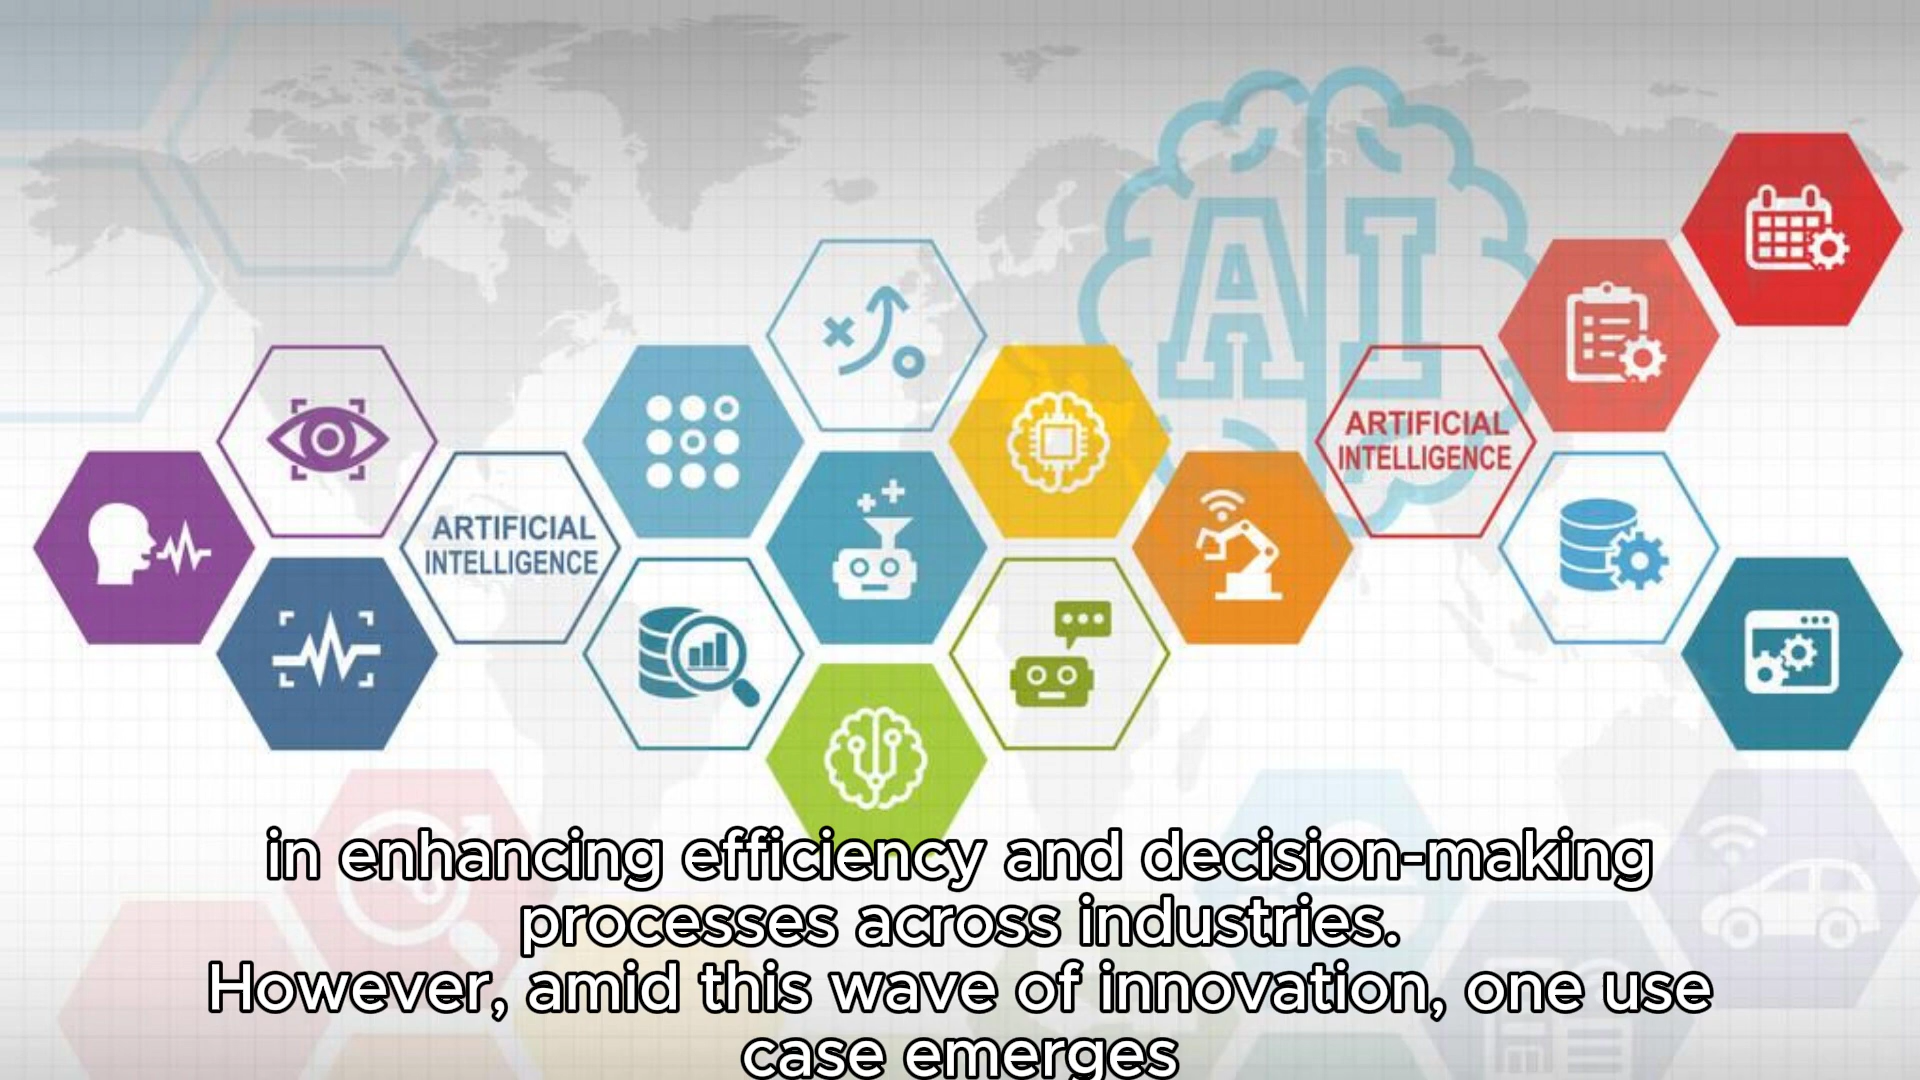 AI
ARTIFICIAL
INTELLIGENCE
ARTIFICIAL
INTELLIGENCE
in enhancing efficiency and decision-making
processes across industries.
However, amid this wave of innovation, one use
case emerges